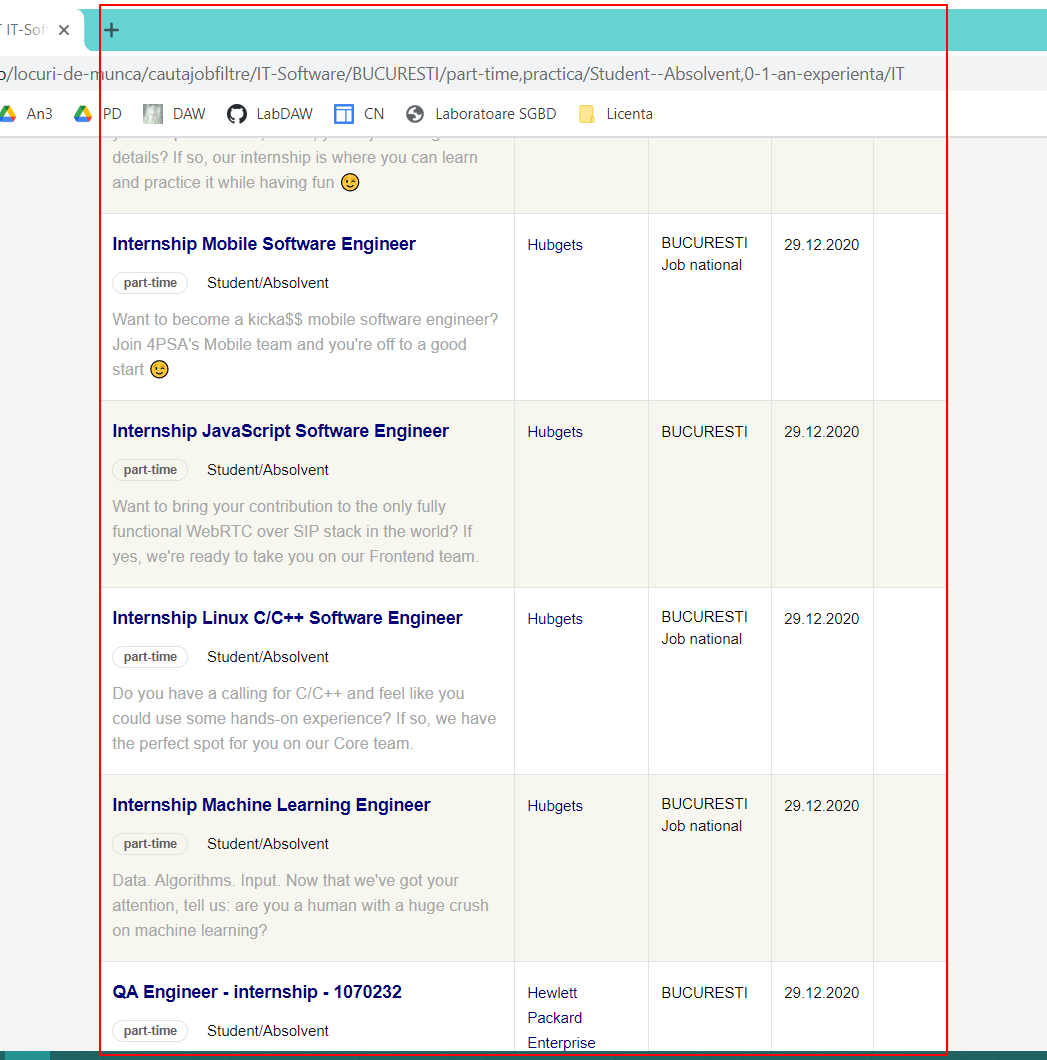 IT-Sof
/locuri-de-munca/cautajobfiltre/IT-Software/BUCURESTI/part-time,practica/Student--Absolvent,0-1-an-experienta/IT
An3 PD DAW LabDAW CN Laboratoare SGBD Licenta
details? If so, our internship is where you can learn
and practice it while having fun 😉
Internship Mobile Software Engineer
part-time Student/Absolvent
Want to become a kicka$$ mobile software engineer?
Join 4PSA's Mobile team and you're off to a good
start 😉
Hubgets
BUCURESTI
Job national
29.12.2020
Internship JavaScript Software Engineer
part-time Student/Absolvent
Want to bring your contribution to the only fully
functional WebRTC over SIP stack in the world? If
yes, we're ready to take you on our Frontend team.
Hubgets
BUCURESTI
29.12.2020
Internship Linux C/C++ Software Engineer
part-time Student/Absolvent
Do you have a calling for C/C++ and feel like you
could use some hands-on experience? If so, we have
the perfect spot for you on our Core team.
Hubgets
BUCURESTI
Job national
29.12.2020
Internship Machine Learning Engineer
part-time Student/Absolvent
Data. Algorithms. Input. Now that we've got your
attention, tell us: are you a human with a huge crush
on machine learning?
Hubgets
BUCURESTI
Job national
29.12.2020
QA Engineer - internship - 1070232
part-time Student/Absolvent
Hewlett
Packard
Enterprise
BUCURESTI
29.12.2020